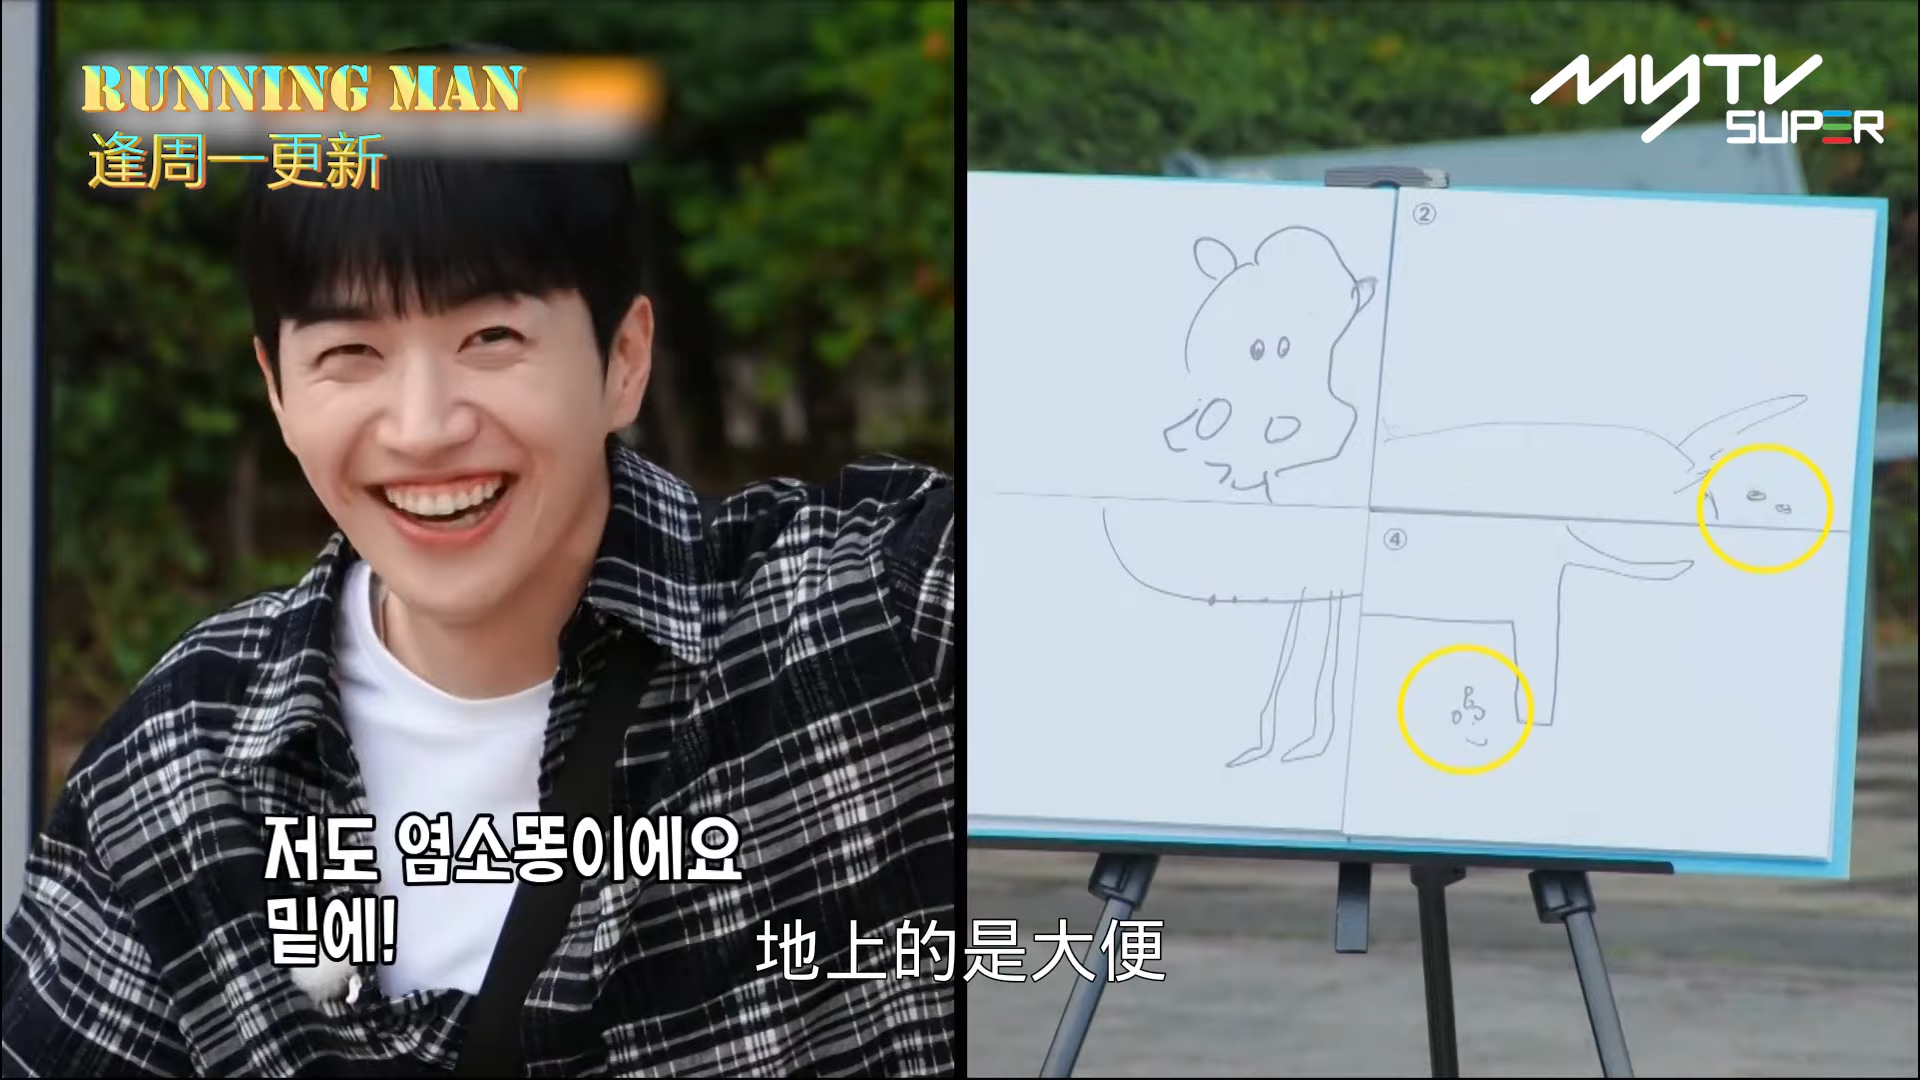 RUNNING MAN
逢周一更新
MYTV
SUPER
②
④
저도 염소똥이에요
밑에!
地上的是大便